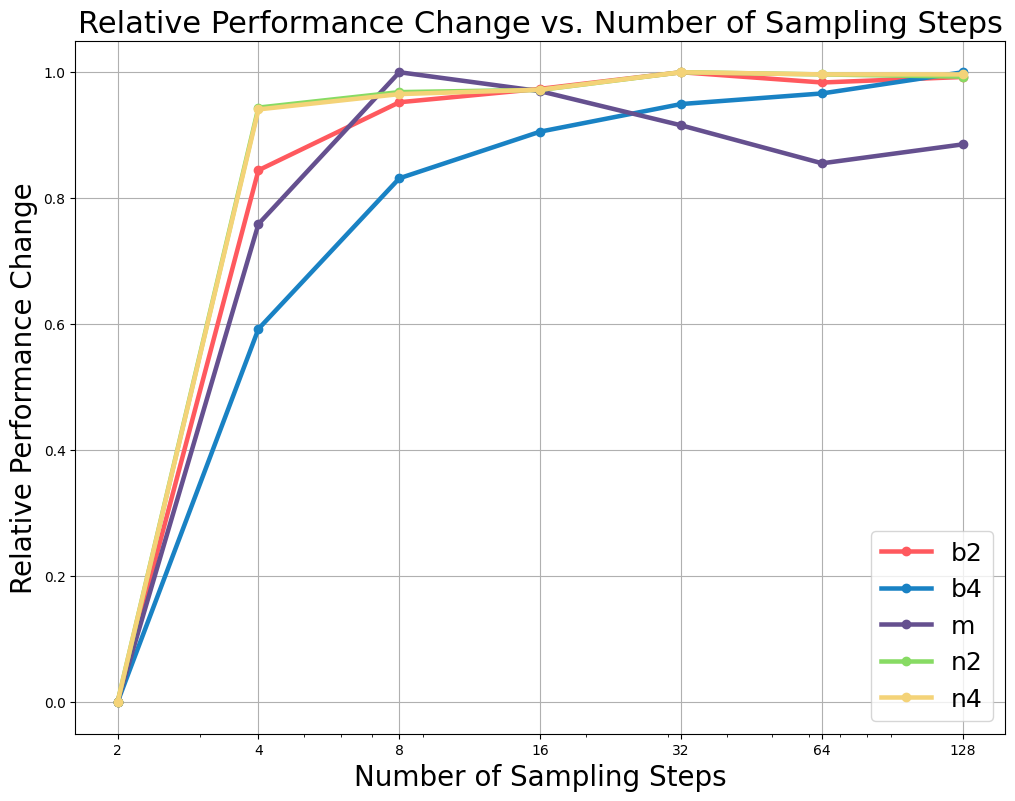 Relative Performance Change vs. Number of Sampling Steps
Relative Performance Change
1.0
0.8
0.6
0.4
0.2
0.0
2 4 8 16 32 64 128
Number of Sampling Steps
b2
b4
m
n2
n4